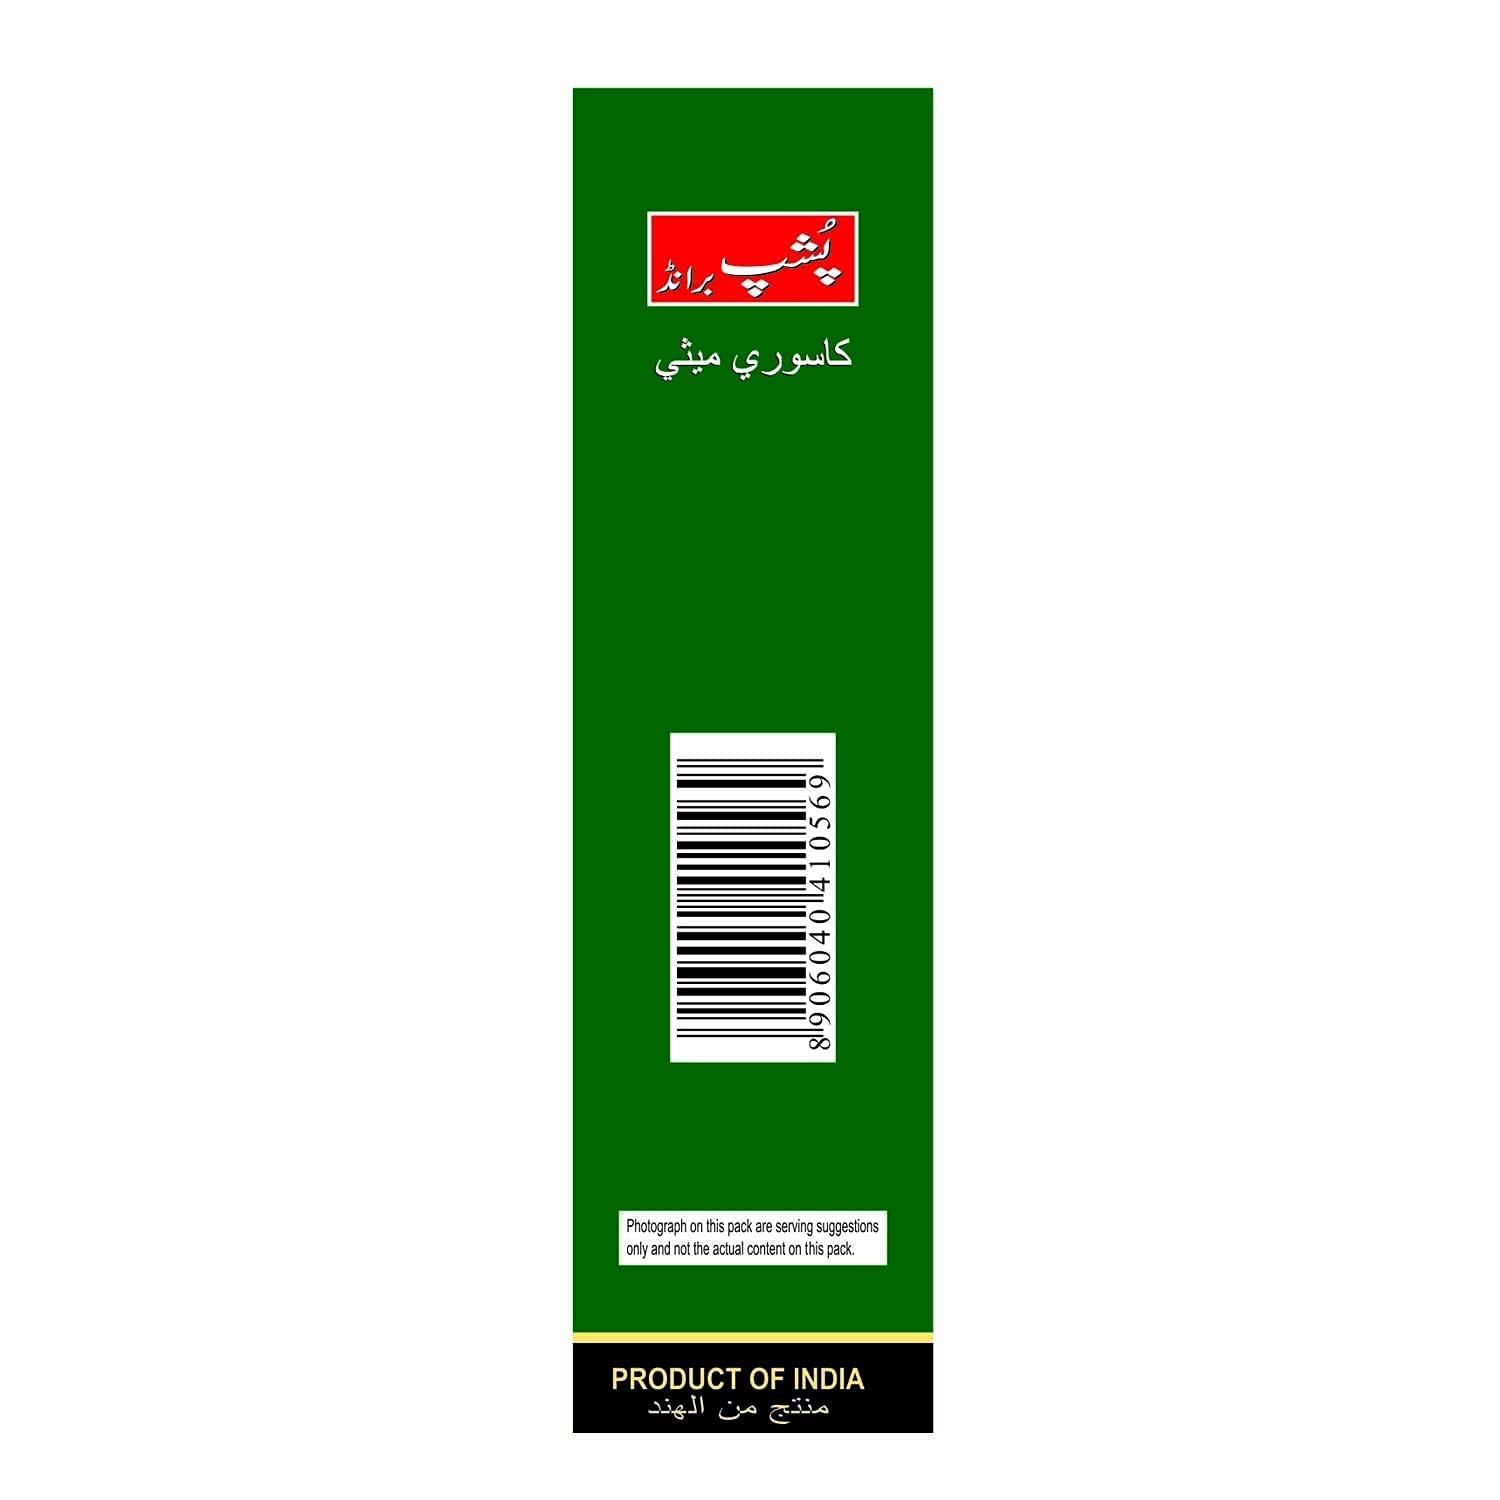 پُشپ برانڈ
كاسوري ميثي
8906040410569
Photograph on this pack are serving suggestions
only and not the actual content on this pack.
PRODUCT OF INDIA
منتج من الهند